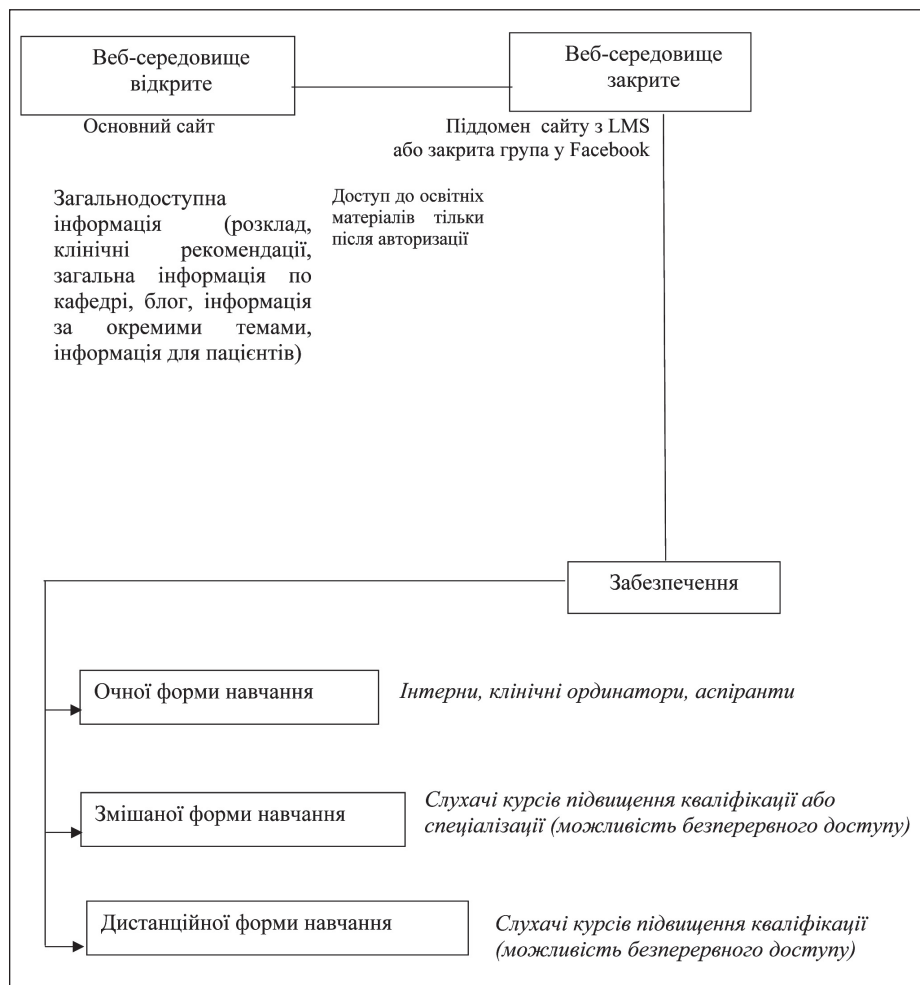 Веб-середовище
відкрите
Веб-середовище
закрите
Основний сайт
Піддомен сайту з LMS
або закрита група у Facebook
Загальнодоступна
інформація (розклад,
клінічні рекомендації,
загальна інформація по
кафедрі, блог, інформація
за окремими темами,
інформація для пацієнтів)
Доступ до освітніх
матеріалів тільки
після авторизації
Забезпечення
Очної форми навчання
Інтерни, клінічні ординатори, аспіранти
Змішаної форми навчання
Слухачі курсів підвищення кваліфікації або
спеціалізації (можливість безперервного доступу)
Дистанційної форми навчання
Слухачі курсів підвищення кваліфікації
(можливість безперервного доступу)